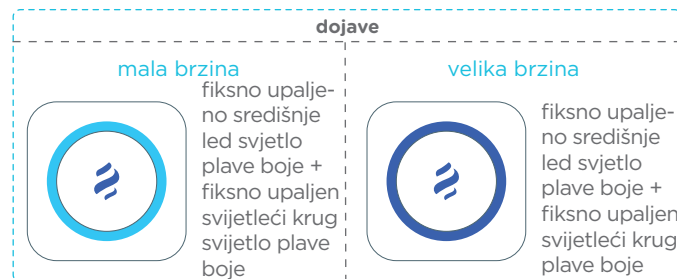 dojave
mala brzina
fiksno upalje-
no središnje
led svjetlo
plave boje +
fiksno upaljen
svijetleći krug
svijetlo plave
boje
velika brzina
fiksno upalje-
no središnje
led svjetlo
plave boje +
fiksno upaljen
svijetleći krug
plave boje